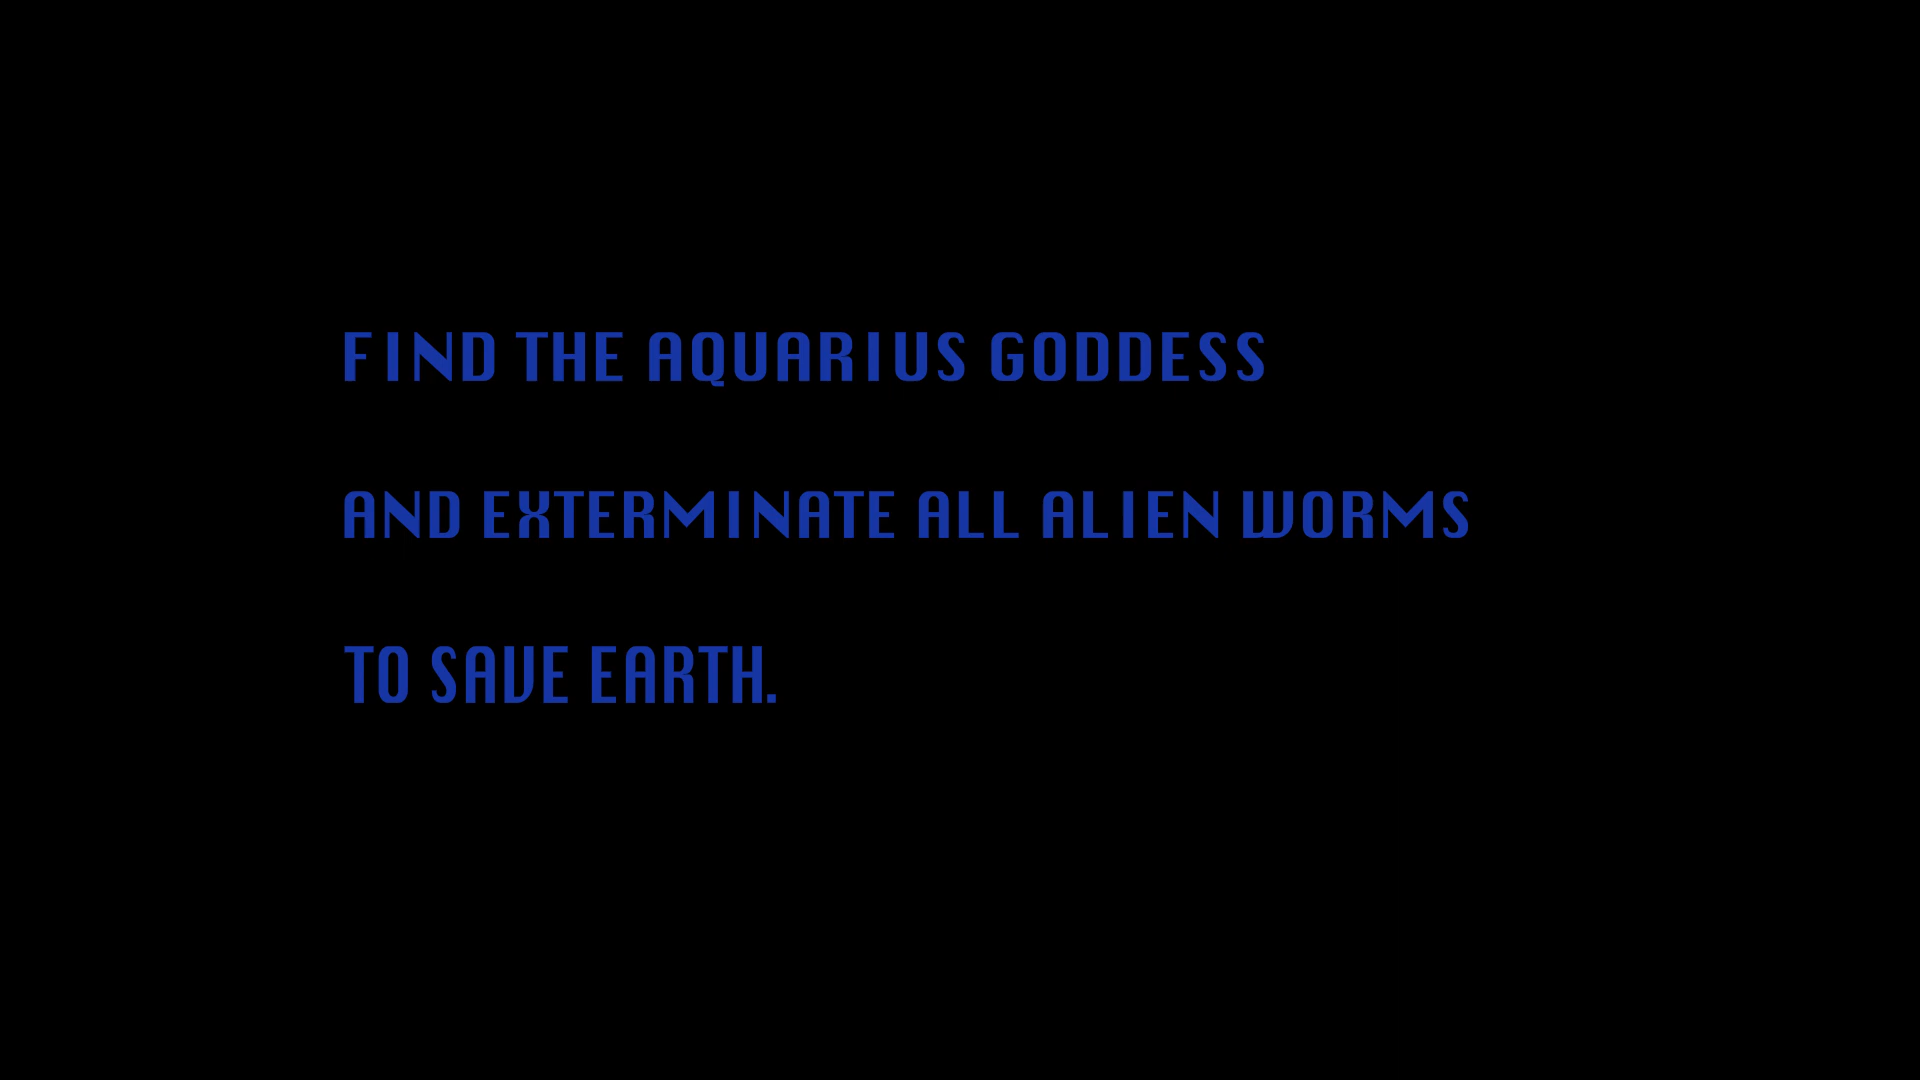 FIND THE AQUARIUS GODDESS
AND EXTERMINATE ALL ALIEN WORMS
TO SAVE EARTH.